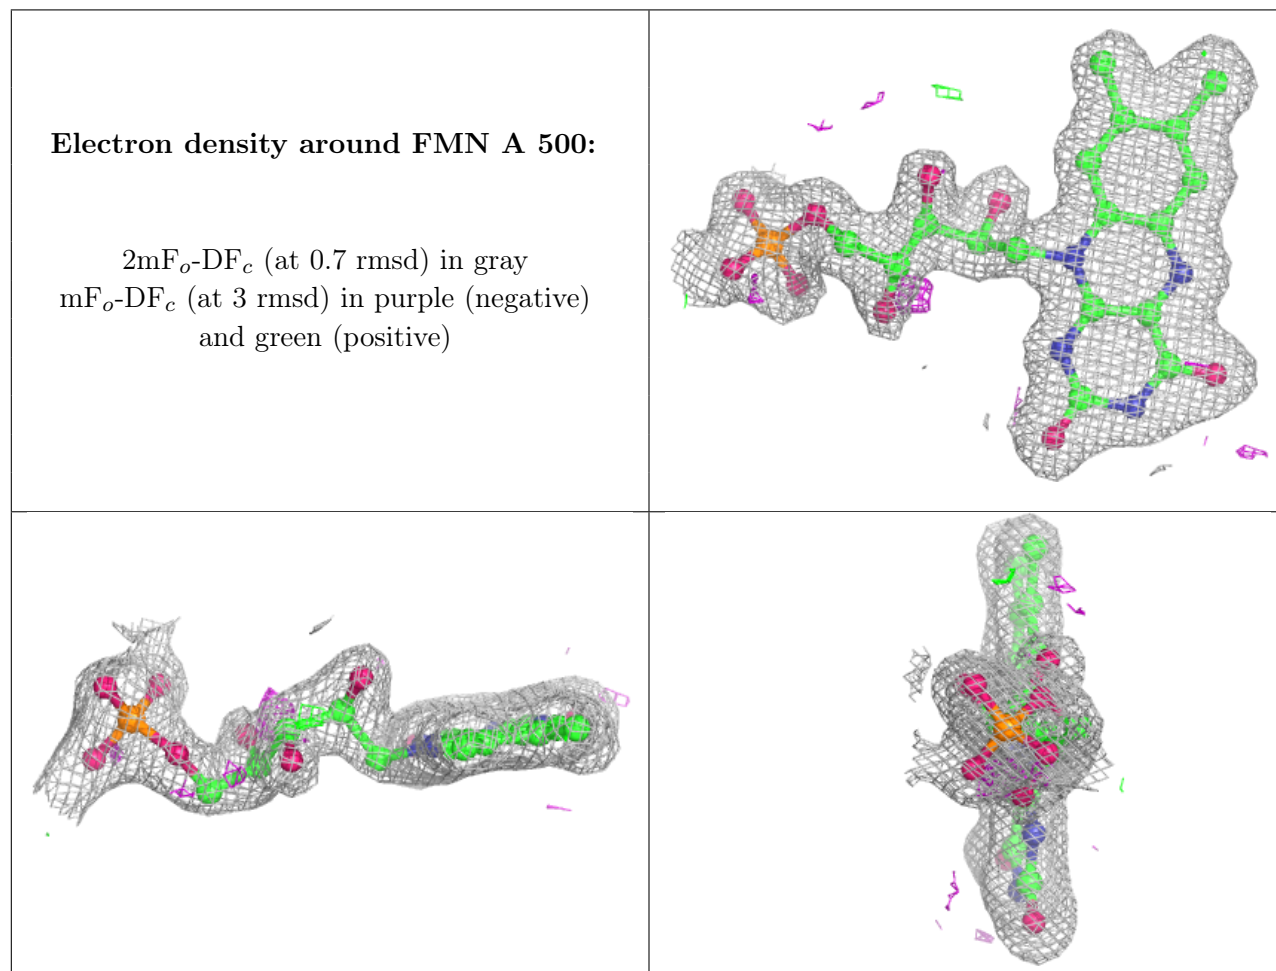 Electron density around FMN A 500:
2mFo-DFc (at 0.7 rmsd) in gray
mFo-DFc (at 3 rmsd) in purple (negative)
and green (positive)